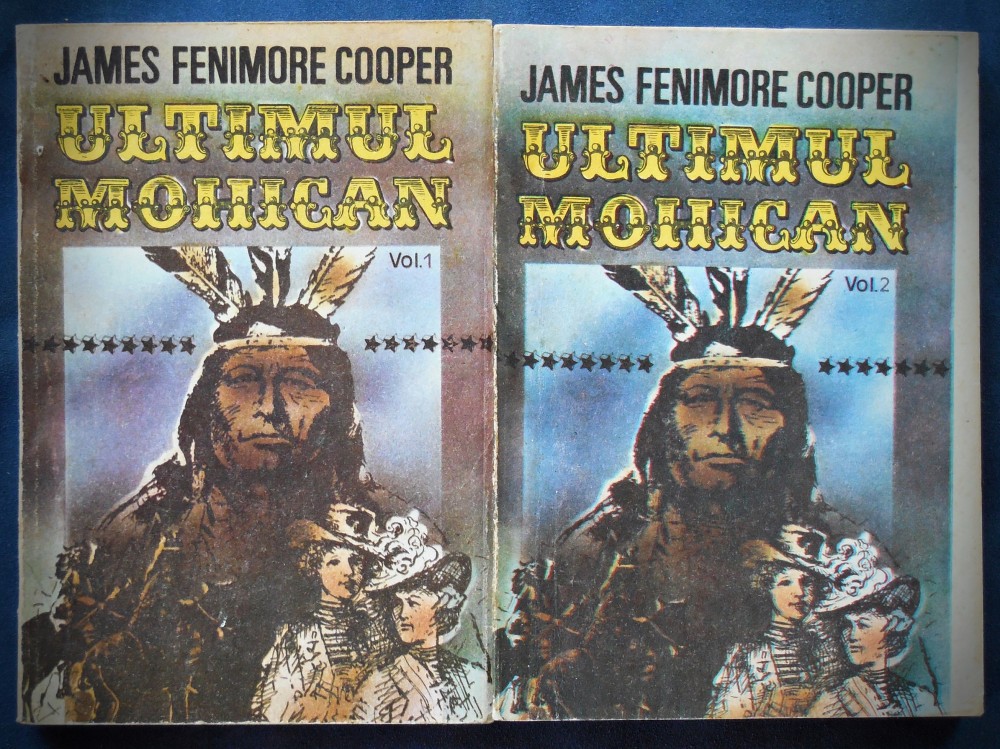 JAMES FENIMORE COOPER
ULTIMUL
MOHICAN
Vol.1
JAMES FENIMORE COOPER
ULTIMUL
MOHICAN
Vol.2